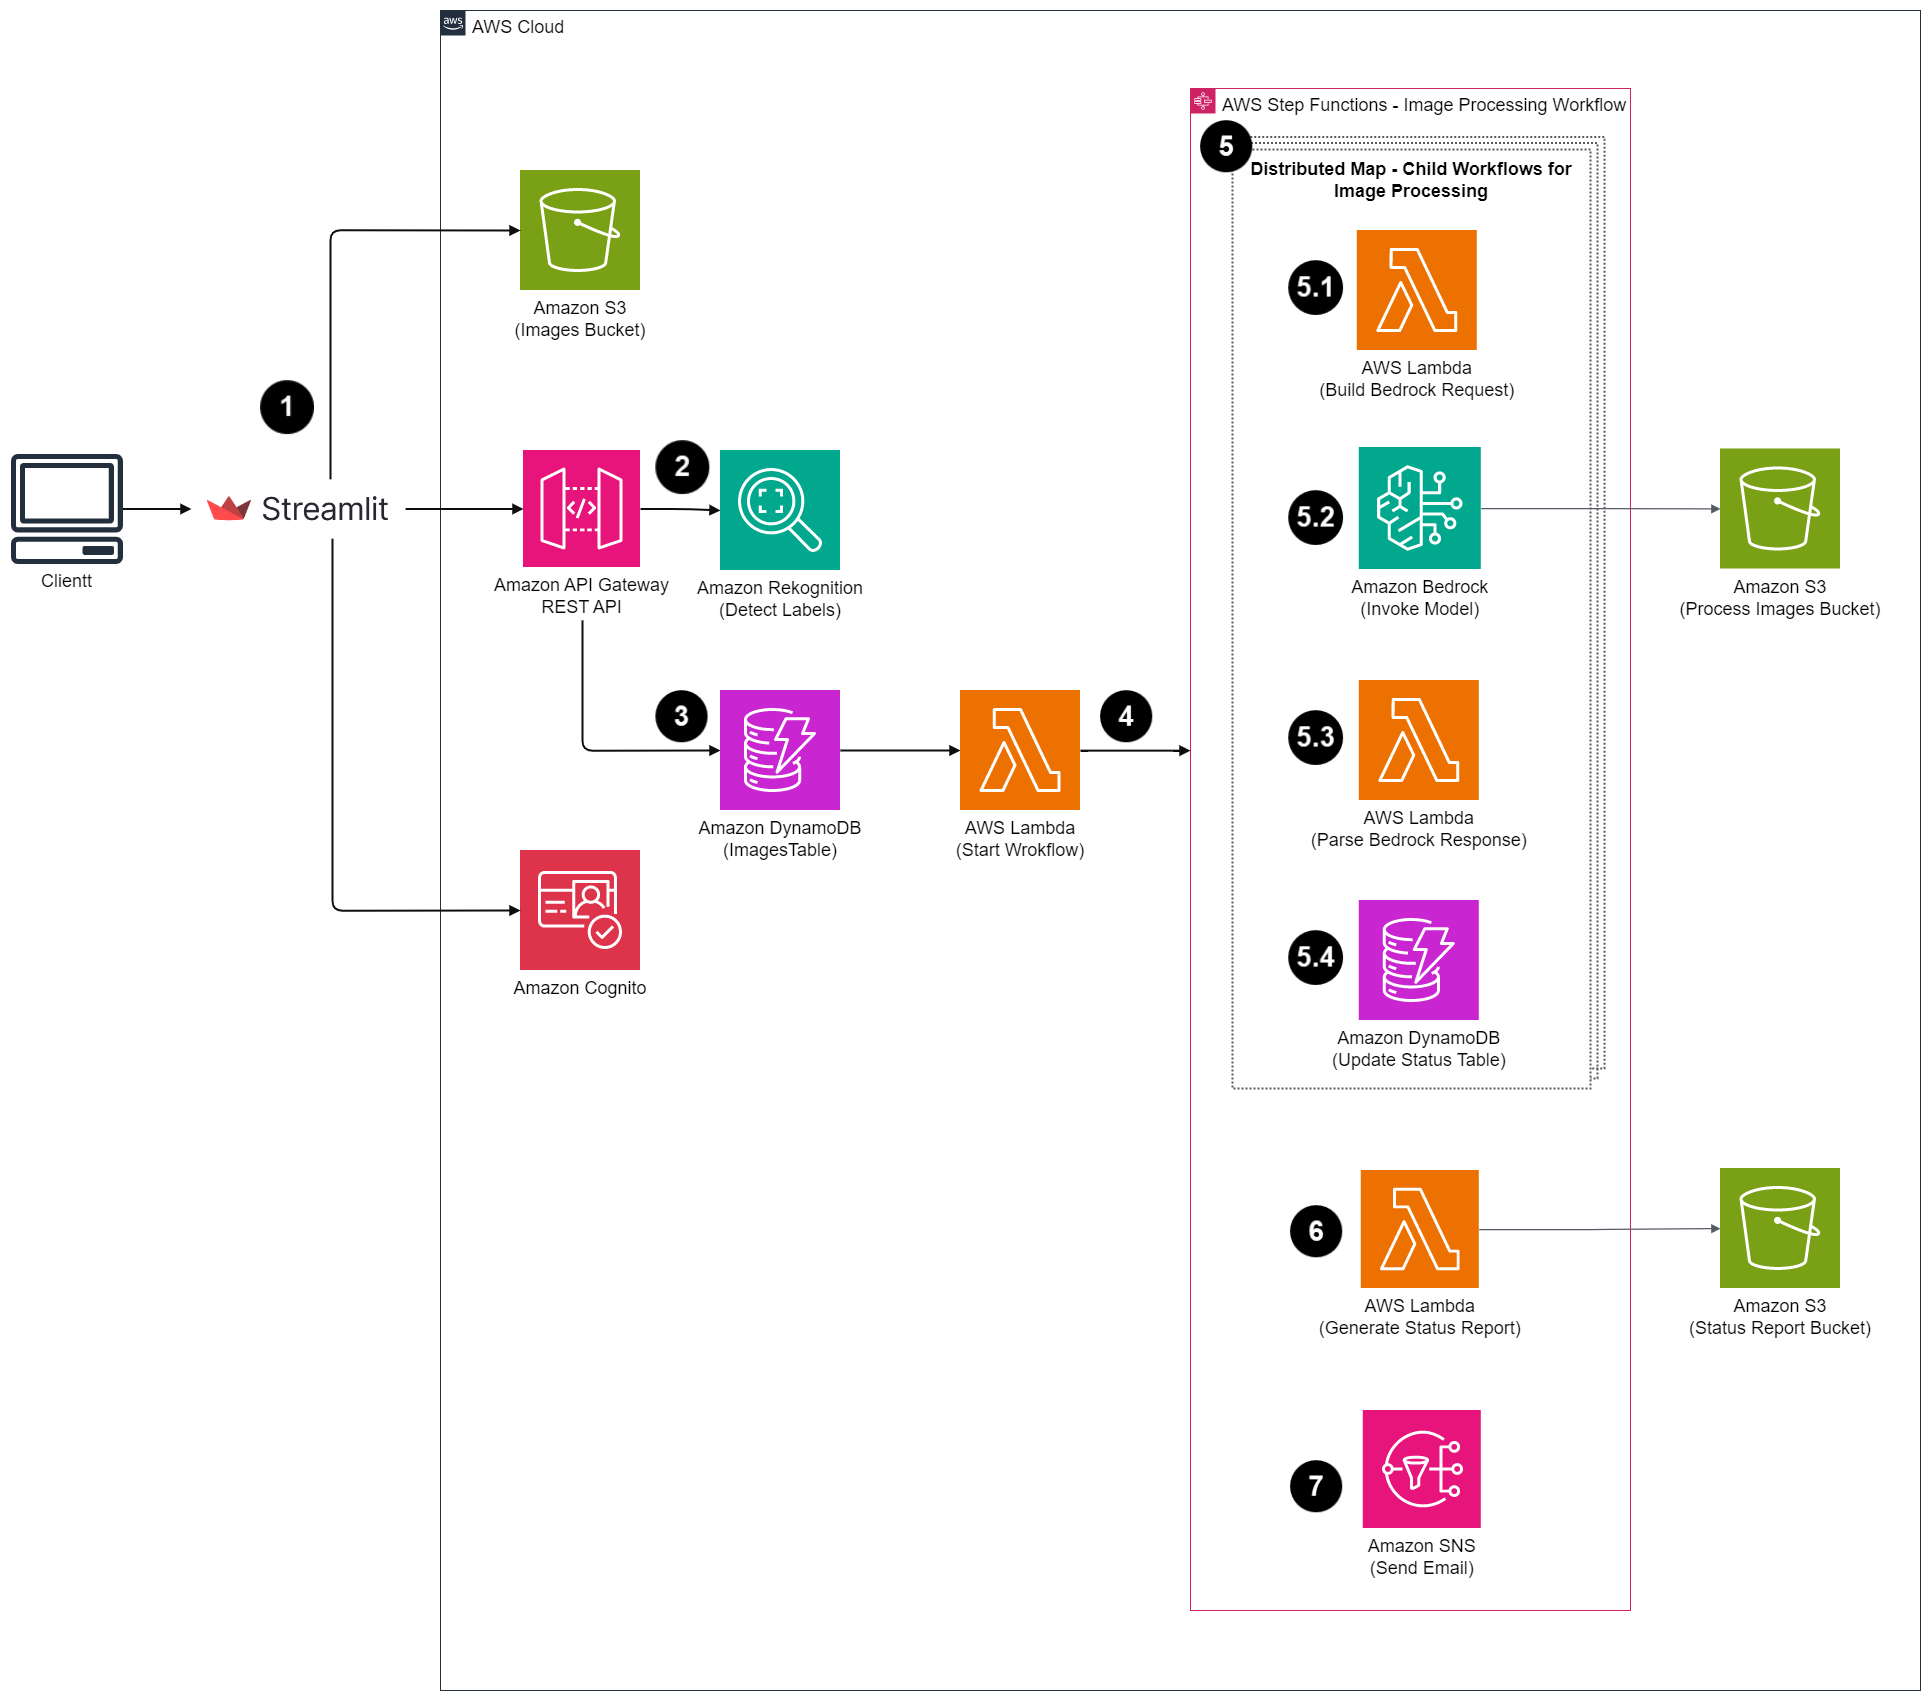 aws
AWS Cloud
AWS Step Functions - Image Processing Workflow
5
Distributed Map - Child Workflows for
Image Processing
5.1
AWS Lambda
(Build Bedrock Request)
Amazon S3
(Images Bucket)
1
Clientt
Streamlit
</>
Amazon API Gateway
REST API
2
Amazon Rekognition
(Detect Labels)
5.2
Amazon Bedrock
(Invoke Model)
Amazon S3
(Process Images Bucket)
3
Amazon DynamoDB
(ImagesTable)
AWS Lambda
(Start Wrokflow)
4
5.3
AWS Lambda
(Parse Bedrock Response)
Amazon Cognito
5.4
Amazon DynamoDB
(Update Status Table)
6
AWS Lambda
(Generate Status Report)
Amazon S3
(Status Report Bucket)
7
Amazon SNS
(Send Email)